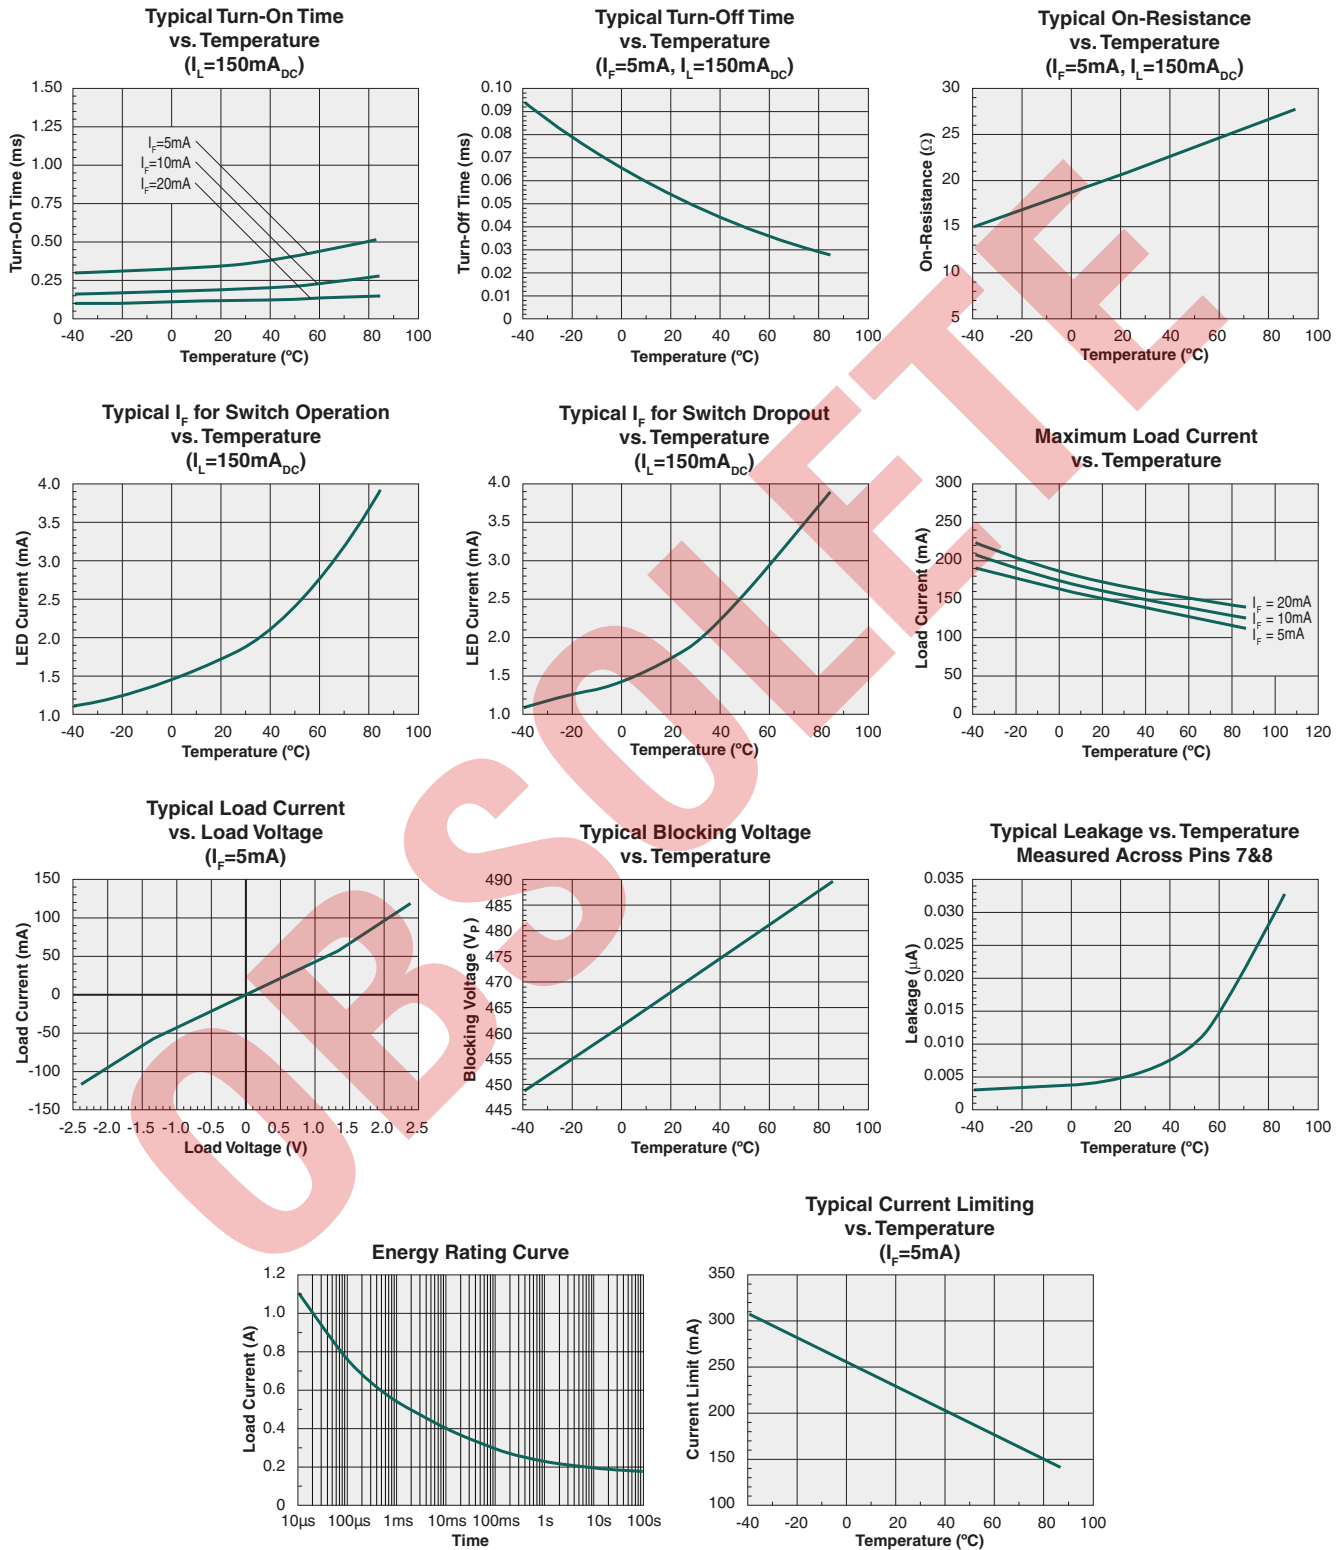 Typical Turn-On Time
vs. Temperature
(IL=150mADC)
Turn-On Time (ms)
1.50
1.25
1.00
0.75
0.50
0.25
0
IF=5mA
IF=10mA
IF=20mA
-40 -20 0 20 40 60 80 100
Temperature (ºC)
Typical Turn-Off Time
vs. Temperature
(IF=5mA, IL=150mADC)
Turn-Off Time (ms)
0.10
0.09
0.08
0.07
0.06
0.05
0.04
0.03
0.02
0.01
0
-40 -20 0 20 40 60 80 100
Temperature (ºC)
Typical On-Resistance
vs. Temperature
(IF=5mA, IL=150mADC)
On-Resistance (Ω)
30
25
20
15
10
5
-40 -20 0 20 40 60 80 100
Temperature (ºC)
Typical IF for Switch Operation
vs. Temperature
(IL=150mADC)
LED Current (mA)
4.0
3.5
3.0
2.5
2.0
1.5
1.0
-40 -20 0 20 40 60 80 100
Temperature (ºC)
Typical IF for Switch Dropout
vs. Temperature
(IL=150mADC)
LED Current (mA)
4.0
3.5
3.0
2.5
2.0
1.5
1.0
-40 -20 0 20 40 60 80 100
Temperature (ºC)
Maximum Load Current
vs. Temperature
Load Current (mA)
300
250
200
150
100
50
0
IF = 20mA
IF = 10mA
IF = 5mA
-40 -20 0 20 40 60 80 100 120
Temperature (ºC)
Typical Load Current
vs. Load Voltage
(IF=5mA)
Load Current (mA)
150
100
50
0
-50
-100
-150
-2.5 -2.0 -1.5 -1.0 -0.5 0 0.5 1.0 1.5 2.0 2.5
Load Voltage (V)
Typical Blocking Voltage
vs. Temperature
Blocking Voltage (VP)
490
485
480
475
470
465
460
455
450
445
-40 -20 0 20 40 60 80 100
Temperature (ºC)
Typical Leakage vs. Temperature
Measured Across Pins 7&8
Leakage (μA)
0.035
0.030
0.025
0.020
0.015
0.010
0.005
0
-40 -20 0 20 40 60 80 100
Temperature (ºC)
Energy Rating Curve
Load Current (A)
1.2
1.0
0.8
0.6
0.4
0.2
0
10μs 100μs 1ms 10ms 100ms 1s 10s 100s
Time
Typical Current Limiting
vs. Temperature
(IF=5mA)
Current Limit (mA)
350
300
250
200
150
100
-40 -20 0 20 40 60 80 100
Temperature (ºC)
OBSOLETE